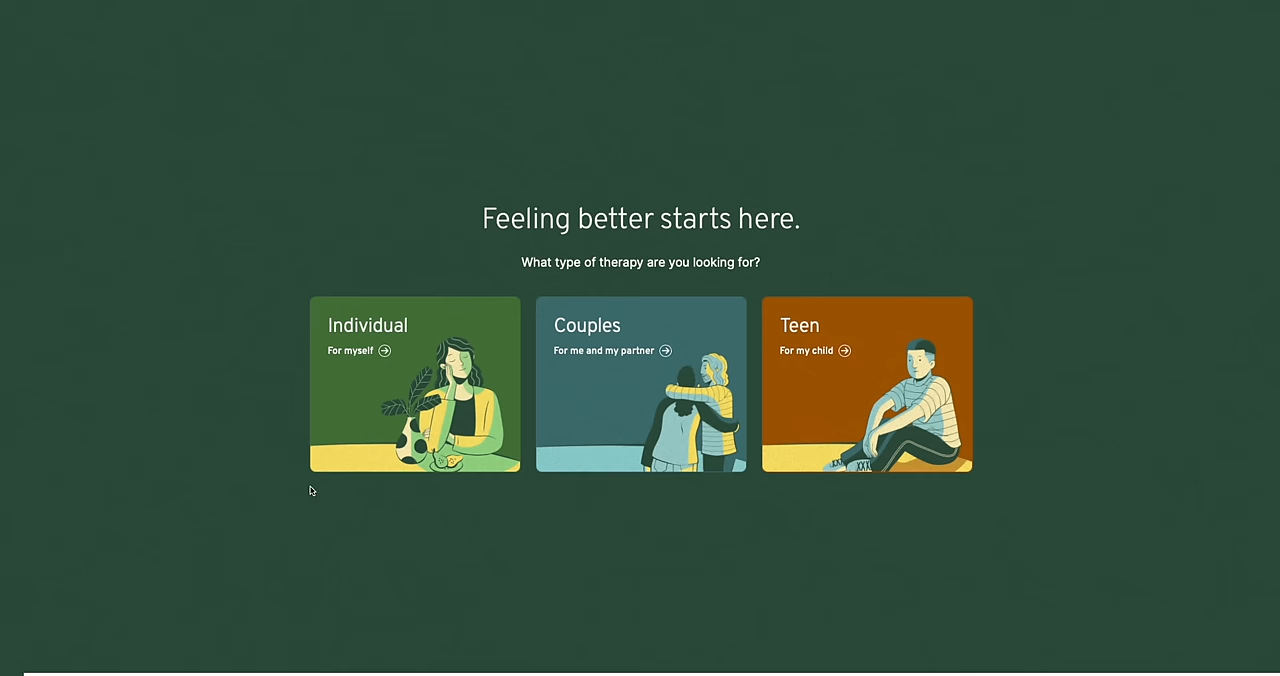 Feeling better starts here.
What type of therapy are you looking for?
Individual
For myself
Couples
For me and my partner
Teen
For my child